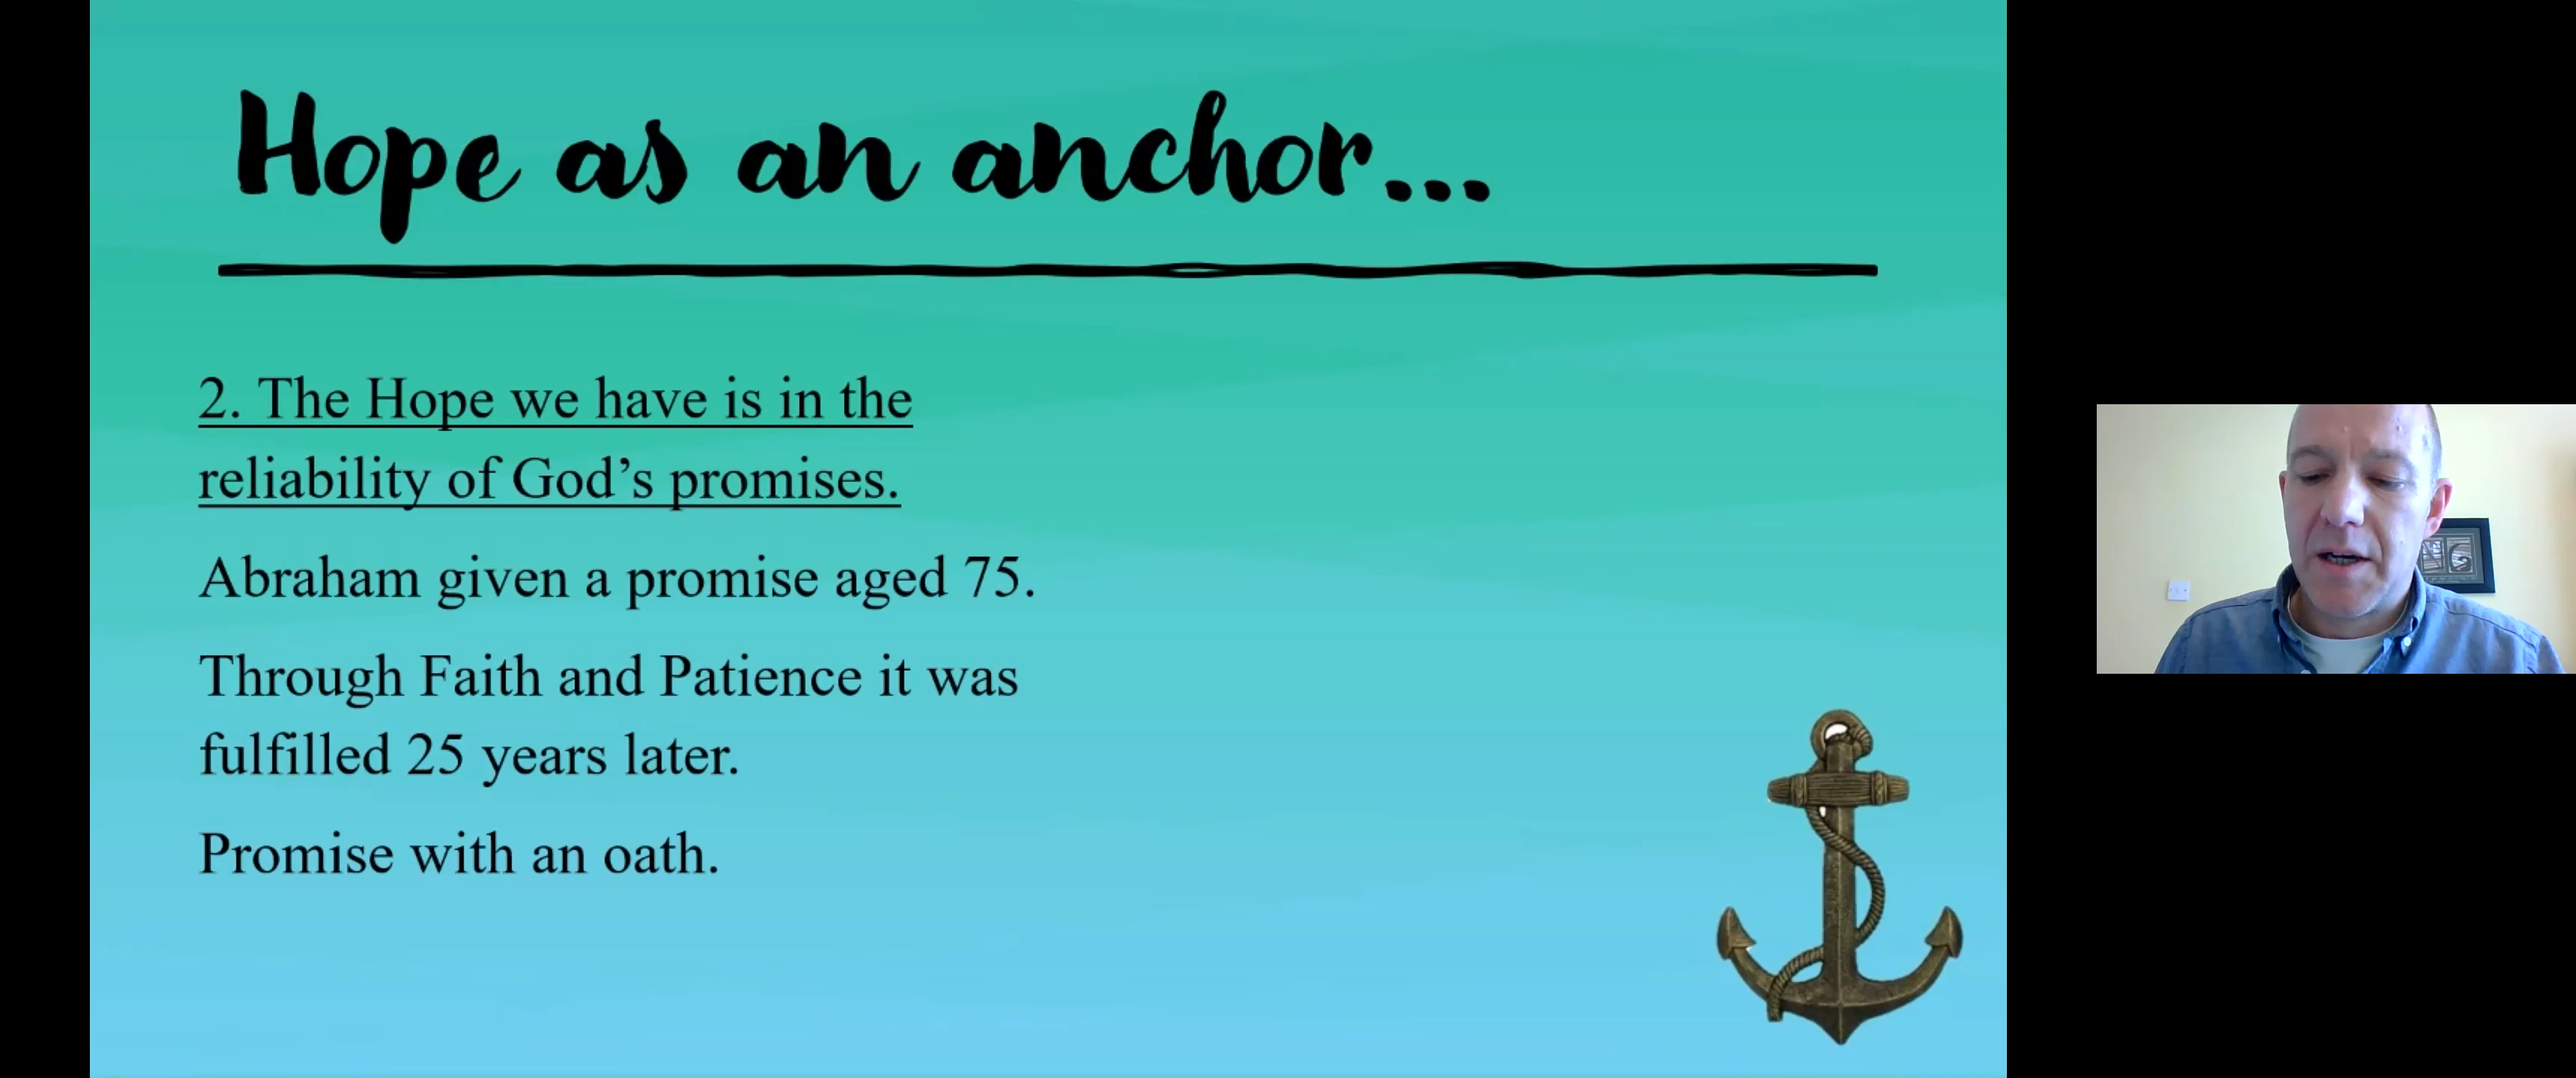 Hope as an anchor...
2. The Hope we have is in the
reliability of God’s promises.
Abraham given a promise aged 75.
Through Faith and Patience it was
fulfilled 25 years later.
Promise with an oath.